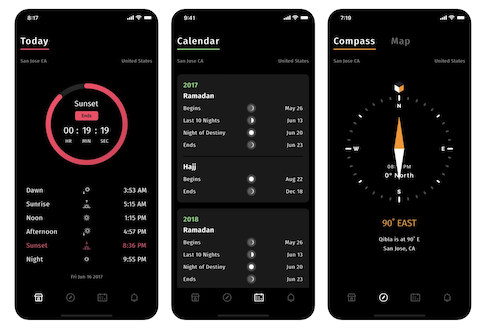 8:17
Today
San Jose CA United States
Sunset
Ends
00 : 19 : 19
HR MIN SEC
Dawn 3:53 AM
Sunrise 5:15 AM
Noon 1:15 PM
Afternoon 4:57 PM
Sunset 8:36 PM
Night 9:55 PM
Fri Jun 16 2017
9:41
Calendar
San Jose CA United States
2017
Ramadan
Begins May 26
Last 10 Nights Jun 13
Night of Destiny Jun 20
Ends Jun 23
Hajj
Begins Aug 22
Ends Dec 18
2018
Ramadan
Begins May 26
Last 10 Nights Jun 13
Night of Destiny Jun 20
Ends Jun 23
7:19
Compass Map
San Jose CA United States
N
W E
0° North
S
90° EAST
Qibla is at 90° E
San Jose, CA